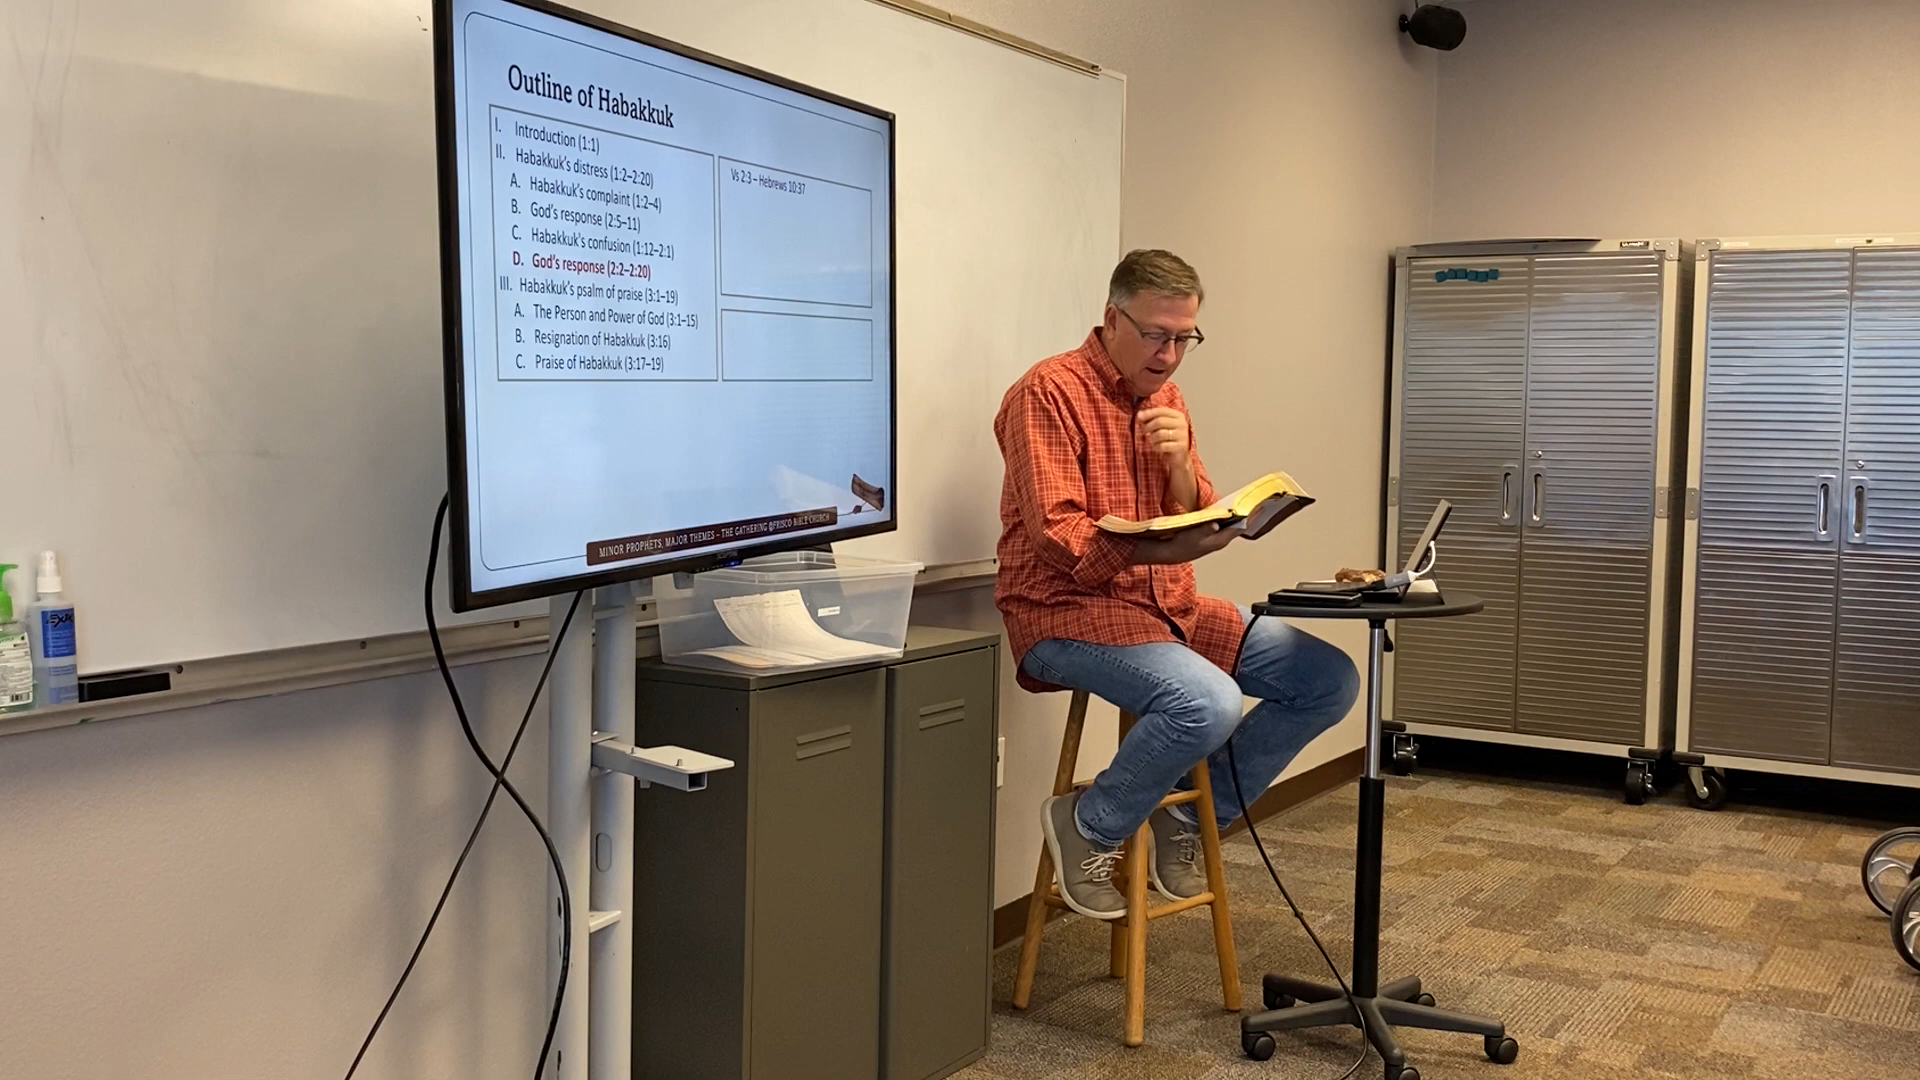 Outline of Habakkuk
I. Introduction (1:1)
II. Habakkuk's distress (1:2–2:20)
A. Habakkuk's complaint (1:2–4)
B. God's response (2:5–11)
C. Habakkuk's confusion (1:12–2:1)
D. God's response (2:2–2:20)
III. Habakkuk's psalm of praise (3:1–19)
A. The Person and Power of God (3:1–15)
B. Resignation of Habakkuk (3:16)
C. Praise of Habakkuk (3:17–19)
Vs 2:3 – Hebrews 10:37
MINOR PROPHETS, MAJOR THEMES – THE GATHERING @FRISCO BIBLE CHURCH